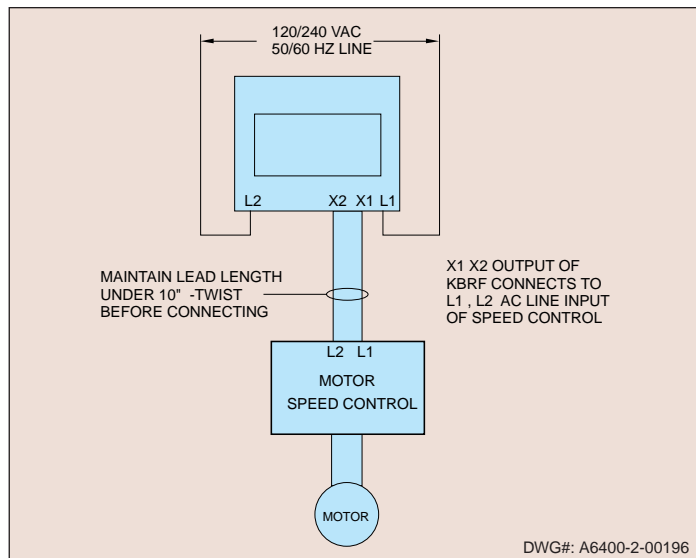 120/240 VAC
50/60 HZ LINE
L2 X2 X1 L1
MAINTAIN LEAD LENGTH
UNDER 10" -TWIST
BEFORE CONNECTING
X1 X2 OUTPUT OF
KBRF CONNECTS TO
L1 , L2 AC LINE INPUT
OF SPEED CONTROL
L2 L1
MOTOR
SPEED CONTROL
MOTOR
DWG#: A6400-2-00196